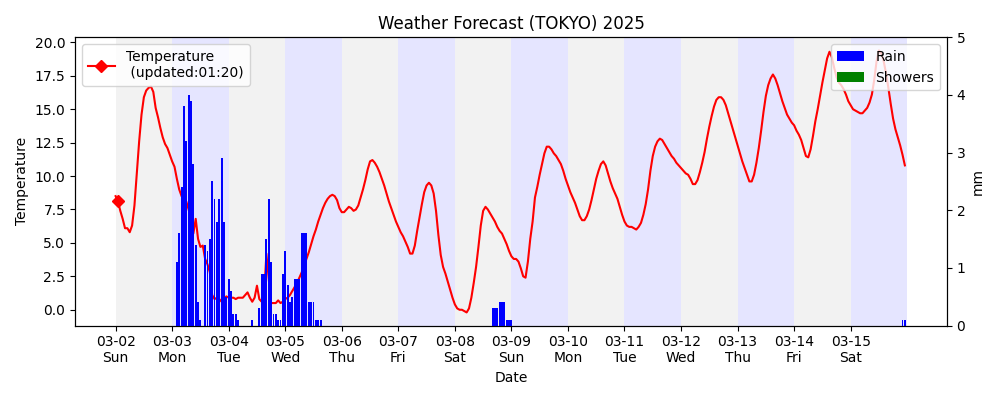 Weather Forecast (TOKYO) 2025
Temperature
(updated:01:20)
Rain
Showers
Temperature
20.0
17.5
15.0
12.5
10.0
7.5
5.0
2.5
0.0
5
4
3
2
1
0
mm
03-02 03-03 03-04 03-05 03-06 03-07 03-08 03-09 03-10 03-11 03-12 03-13 03-14 03-15
Sun Mon Tue Wed Thu Fri Sat Sun Mon Tue Wed Thu Fri Sat
Date